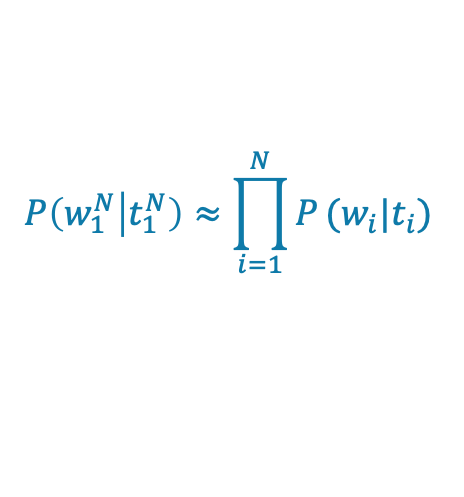 P(w_1^N|t_1^N) ≈ ∏_{i=1}^N P (w_i|t_i)